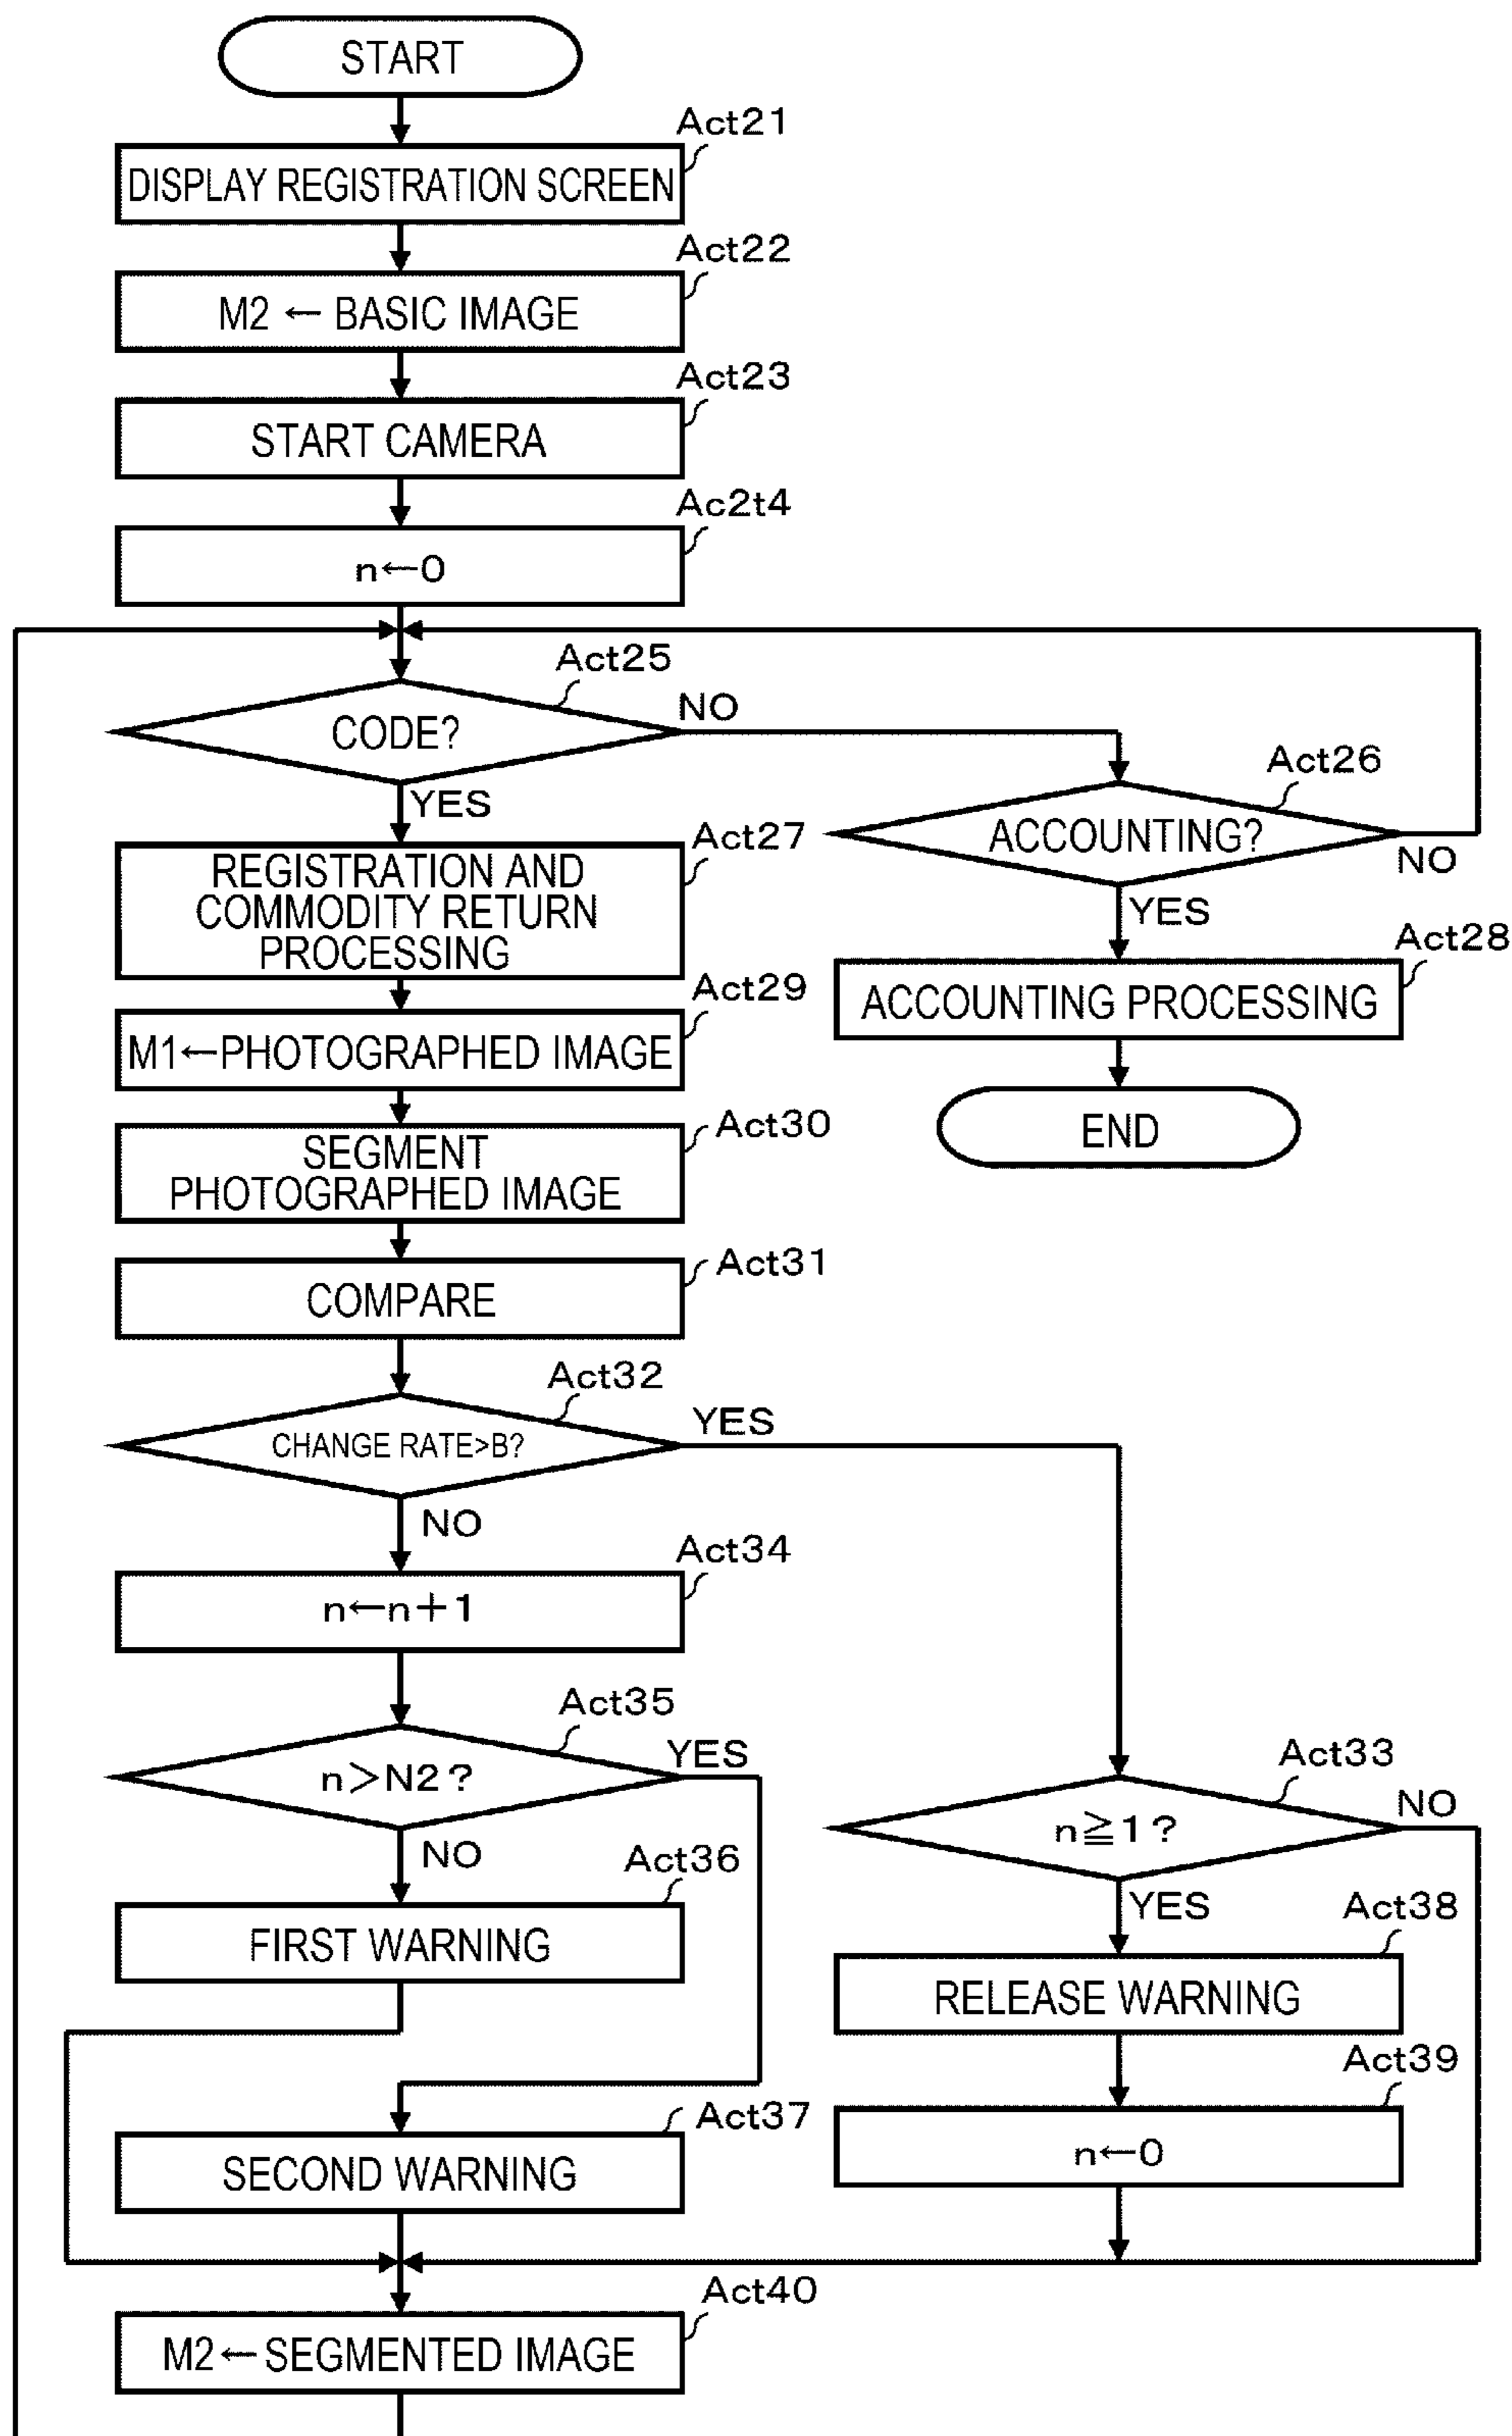 START
Act21
DISPLAY REGISTRATION SCREEN
Act22
M2 ← BASIC IMAGE
Act23
START CAMERA
Ac2t4
n←0
Act25
CODE?
NO
YES
Act26
ACCOUNTING?
NO
YES
Act27
REGISTRATION AND
COMMODITY RETURN
PROCESSING
Act28
ACCOUNTING PROCESSING
END
Act29
M1←PHOTOGRAPHED IMAGE
Act30
SEGMENT
PHOTOGRAPHED IMAGE
Act31
COMPARE
Act32
CHANGE RATE>B?
YES
NO
Act34
n←n+1
Act35
n>N2?
YES
NO
Act33
n≧1?
NO
YES
Act36
FIRST WARNING
Act38
RELEASE WARNING
Act39
n←0
Act37
SECOND WARNING
Act40
M2←SEGMENTED IMAGE